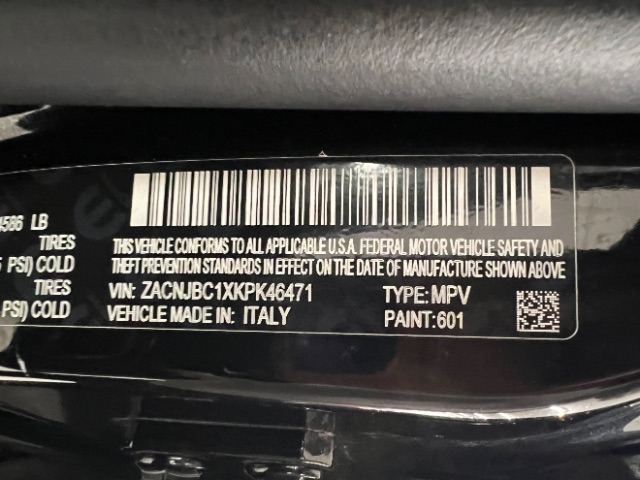 4586 LB
TIRES
PSI) COLD
TIRES
PSI) COLD
THIS VEHICLE CONFORMS TO ALL APPLICABLE U.S.A. FEDERAL MOTOR VEHICLE SAFETY AND
THEFT PREVENTION STANDARDS IN EFFECT ON THE DATE OF MANUFACTURE SHOWN ABOVE
VIN: ZACNJBC1XKPK46471 TYPE: MPV
VEHICLE MADE IN: ITALY PAINT: 601